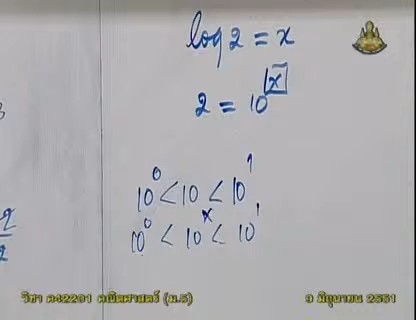 log 2 = x
2 = 10^x
10^0 < 10 < 10^1
10^0 < 10^x < 10^1
วิชา ค42201 คณิตศาสตร์ (ม.5)
9 มิถุนายน 2551